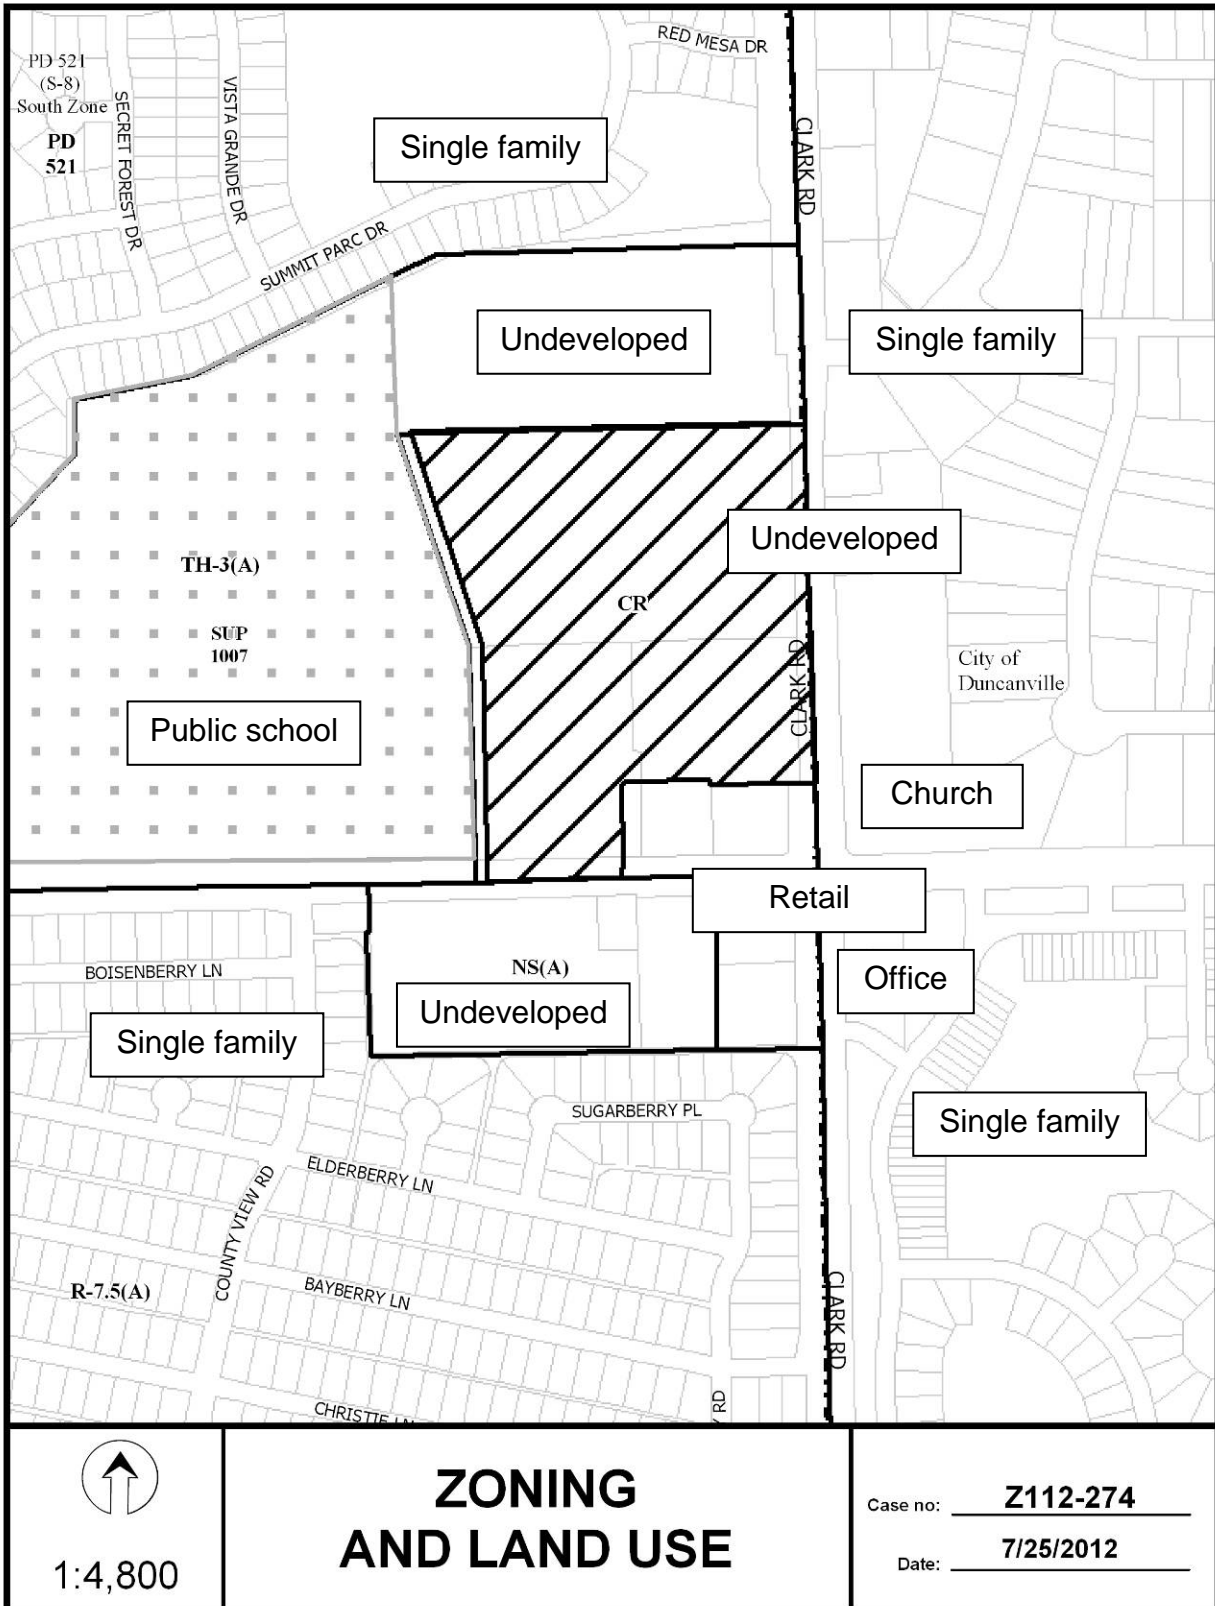 RED MESA DR
PD 521
(S-8)
South Zone
PD
521
SECRET FOREST DR
VISTA GRANDE DR
Single family
CLARK RD
SUMMIT PARC DR
Undeveloped
Single family
Undeveloped
TH-3(A)
CR
SUP
1007
CLARK RD
City of
Duncanville
Public school
Church
Retail
BOISENBERRY LN
NS(A)
Office
Undeveloped
Single family
SUGARBERRY PL
Single family
ELDERBERRY LN
COUNTY VIEW RD
R-7.5(A)
BAYBERRY LN
CLARK RD
RD
1:4,800
ZONING
AND LAND USE
Case no: Z112-274
Date: 7/25/2012